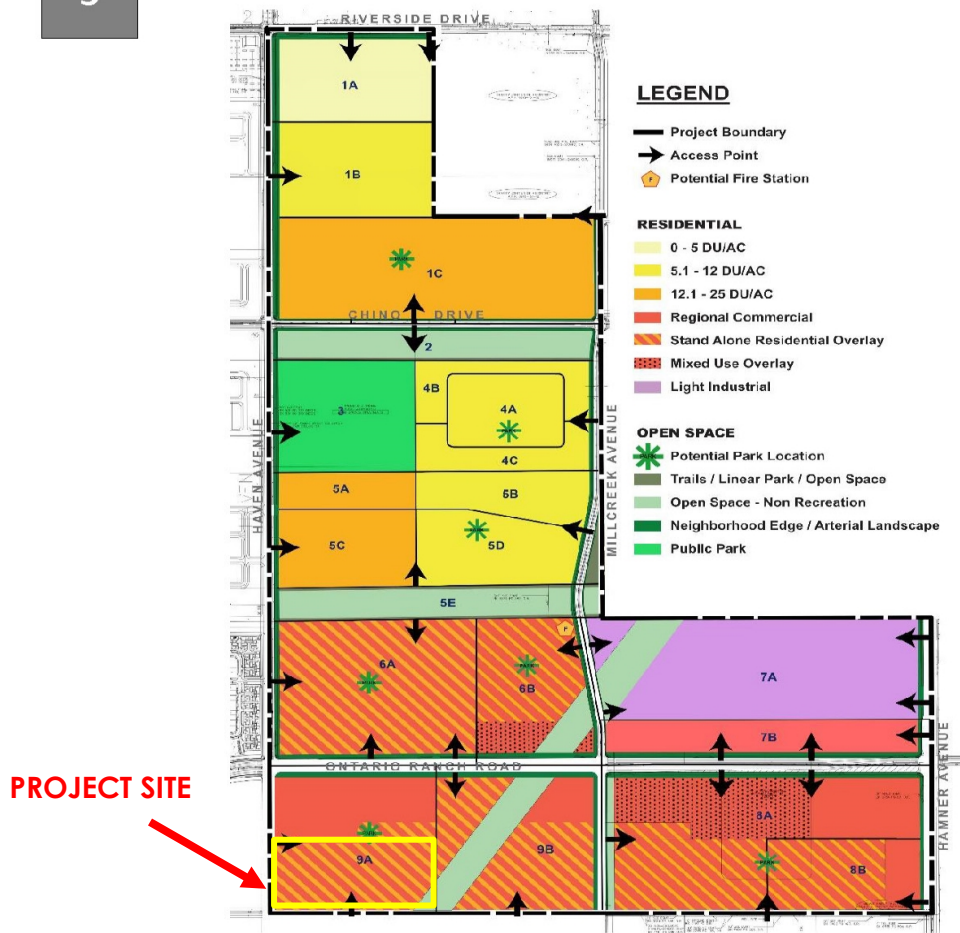 RIVERSIDE DRIVE
1A
1B
1C
CHINO DRIVE
2
3
4B
4A
4C
5A
5B
5C
5D
5E
6A
6B
7A
7B
ONTARIO RANCH ROAD
8A
8B
9A
9B
HAVEN AVENUE
MILLCREEK AVENUE
HAMNER AVENUE
PROJECT SITE
LEGEND
Project Boundary
Access Point
F Potential Fire Station
RESIDENTIAL
0 - 5 DU/AC
5.1 - 12 DU/AC
12.1 - 25 DU/AC
Regional Commercial
Stand Alone Residential Overlay
Mixed Use Overlay
Light Industrial
OPEN SPACE
PARK Potential Park Location
Trails / Linear Park / Open Space
Open Space - Non Recreation
Neighborhood Edge / Arterial Landscape
Public Park